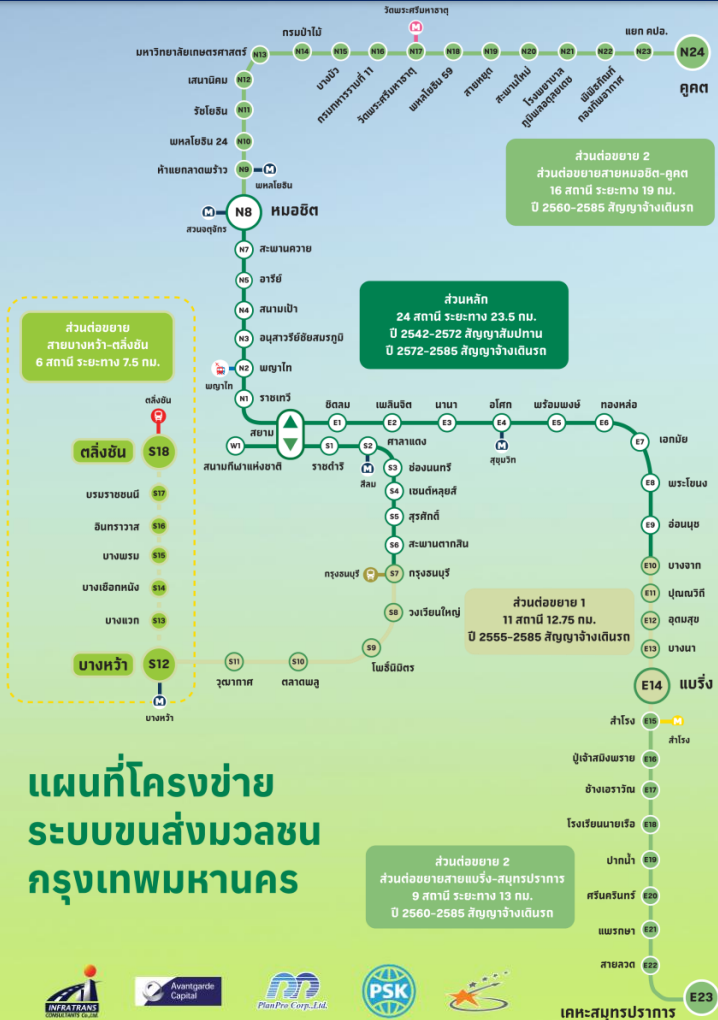 วัดพระศรีมหาธาตุ
M
กรมป่าไม้
แยก คปอ.
มหาวิทยาลัยเกษตรศาสตร์
N13
N14
N15
N16
N17
N18
N19
N20
N21
N22
N23
N24
คูคต
บางบัว
กรมทหารราบที่ 11
วัดพระศรีมหาธาตุ
พหลโยธิน 59
สายหยุด
สะพานใหม่
โรงพยาบาล
ภูมิพลอดุลยเดช
พิพิธภัณฑ์
กองทัพอากาศ
เสนานิคม
N12
รัชโยธิน
N11
พหลโยธิน 24
N10
ห้าแยกลาดพร้าว
N9
M
พหลโยธิน
M
N8
หมอชิต
สวนจตุจักร
ส่วนต่อขยาย 2
ส่วนต่อขยายสายหมอชิต-คูคต
16 สถานี ระยะทาง 19 กม.
ปี 2560-2585 สัญญาจ้างเดินรถ
N7
สะพานควาย
N5
อารีย์
N4
สนามเป้า
N3
อนุสาวรีย์ชัยสมรภูมิ
N2
พญาไท
พญาไท
N1
ราชเทวี
ส่วนหลัก
24 สถานี ระยะทาง 23.5 กม.
ปี 2542-2572 สัญญาสัมปทาน
ปี 2572-2585 สัญญาจ้างเดินรถ
ส่วนต่อขยาย
สายบางหว้า-ตลิ่งชัน
6 สถานี ระยะทาง 7.5 กม.
สยาม
ชิดลม
เพลินจิต
นานา
อโศก
พร้อมพงษ์
ทองหล่อ
E1
E2
E3
E4
E5
E6
M
สุขุมวิท
E7
เอกมัย
E8
พระโขนง
E9
อ่อนนุช
W1
สนามกีฬาแห่งชาติ
S1
ราชดำริ
S2
ศาลาแดง
M
สีลม
S3
ช่องนนทรี
S4
เซนต์หลุยส์
S5
สุรศักดิ์
S6
สะพานตากสิน
กรุงธนบุรี
S7
กรุงธนบุรี
S8
วงเวียนใหญ่
S9
โพธิ์นิมิตร
S10
ตลาดพลู
S11
วุฒากาศ
ตลิ่งชัน
ตลิ่งชัน
S18
บรมราชชนนี
S17
อินทราวาส
S16
บางพรม
S15
บางเชือกหนัง
S14
บางแวก
S13
บางหว้า
S12
M
บางหว้า
ส่วนต่อขยาย 1
11 สถานี 12.75 กม.
ปี 2555-2585 สัญญาจ้างเดินรถ
E10
บางจาก
E11
ปุณณวิถี
E12
อุดมสุข
E13
บางนา
E14
แบริ่ง
สำโรง
E15
M
สำโรง
ปู่เจ้าสมิงพราย
E16
ช้างเอราวัณ
E17
โรงเรียนนายเรือ
E18
ปากน้ำ
E19
ศรีนครินทร์
E20
แพรกษา
E21
สายลวด
E22
E23
เคหะสมุทรปราการ
ส่วนต่อขยาย 2
ส่วนต่อขยายสายแบริ่ง-สมุทรปราการ
9 สถานี ระยะทาง 13 กม.
ปี 2560-2585 สัญญาจ้างเดินรถ
แผนที่โครงข่าย
ระบบขนส่งมวลชน
กรุงเทพมหานคร
INFRATRANS
CONSULTANTS Co.,Ltd.
Avantgarde
Capital
PlanPro Corp.,Ltd.
PSK